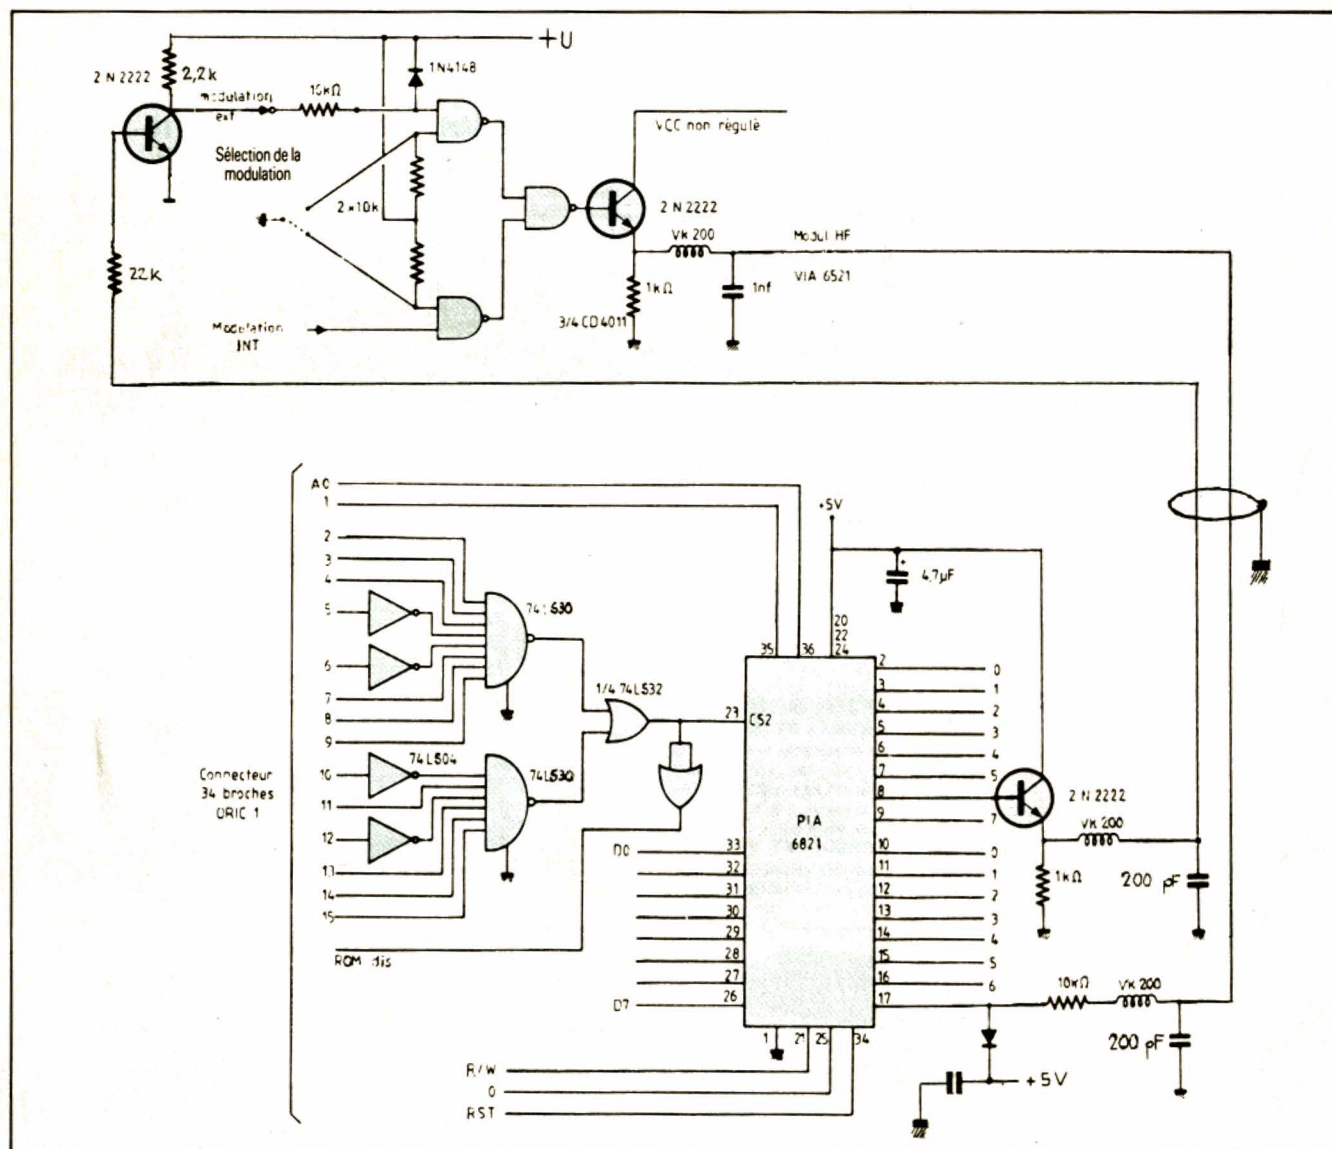 +U
2 N 2222
2,2k
1N4148
modulation
ext
10kΩ
VCC non régulé
Sélection de la
modulation
2×10k
2 N 2222
VK 200
Modul HF
VIA 6521
22k
1kΩ
1nf
3/4 CD4011
Modulation
INT
A0
1
+5V
2
3
4
4,7µF
5
74LS30
20
22
24
6
35
36
2
0
7
1/4 74LS32
3
1
8
4
2
9
23
CS2
5
3
6
4
10
74LS04
74LS30
7
5
Connecteur
34 broches
ORIC 1
11
8
2 N 2222
12
PIA
6821
9
7
VK 200
13
D0
33
10
0
14
32
11
1
1kΩ
200 pF
15
31
12
2
30
13
3
ROM dis
29
14
4
28
15
5
27
16
6
10kΩ
VK 200
D7
26
17
1
21
25
34
200 pF
R/W
+5V
0
RST